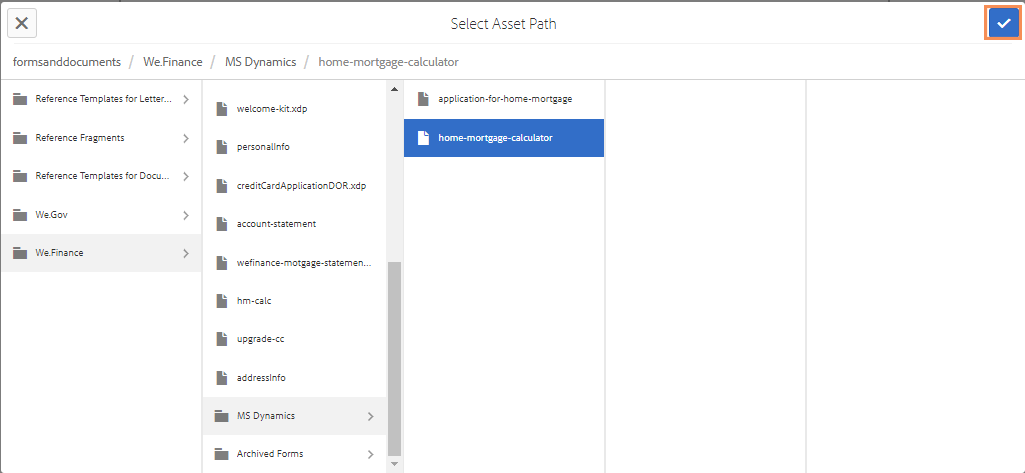 Select Asset Path
formsanddocuments / We.Finance / MS Dynamics / home-mortgage-calculator
Reference Templates for Letter...
Reference Fragments
Reference Templates for Docu...
We.Gov
We.Finance
welcome-kit.xdp
personalInfo
creditCardApplicationDOR.xdp
account-statement
wefinance-motgage-statemen...
hm-calc
upgrade-cc
addressInfo
MS Dynamics
Archived Forms
application-for-home-mortgage
home-mortgage-calculator